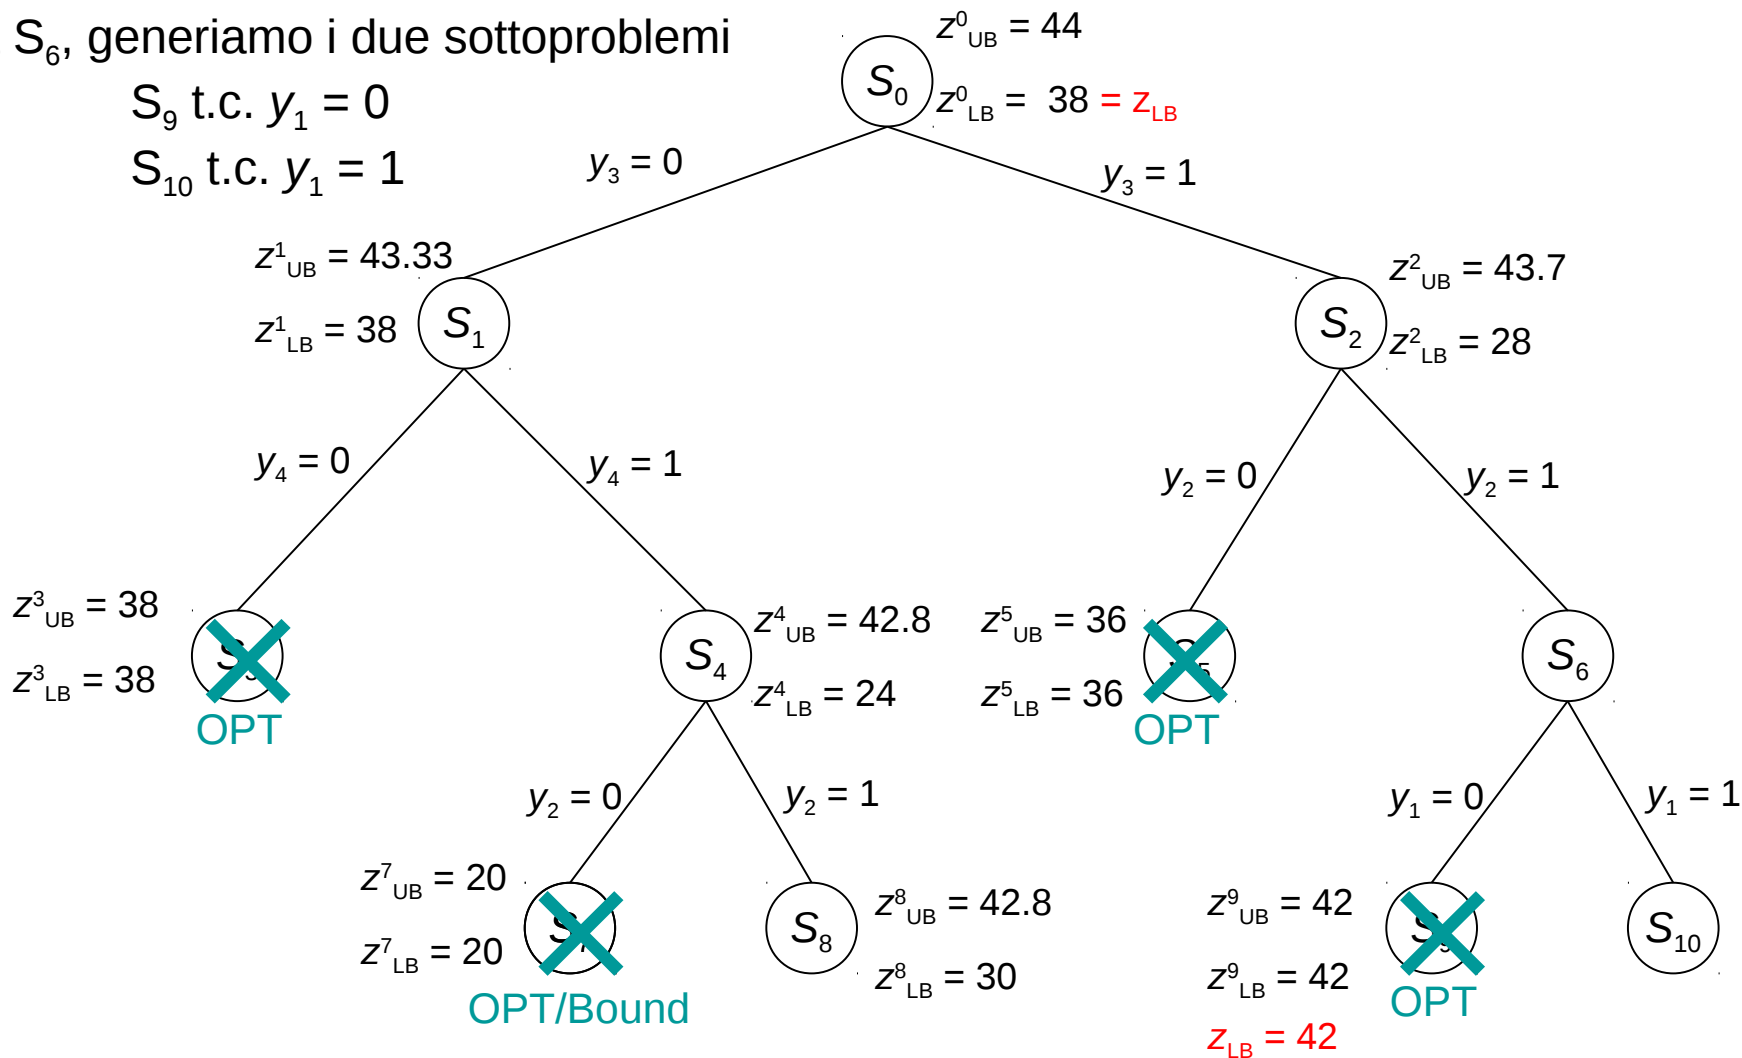 S6, generiamo i due sottoproblemi
S9 t.c. y1 = 0
S10 t.c. y1 = 1
z0UB = 44
S0
z0LB = 38 = zLB
y3 = 0
y3 = 1
z1UB = 43.33
z1LB = 38
S1
z2UB = 43.7
S2
z2LB = 28
y4 = 0
y4 = 1
y2 = 0
y2 = 1
z3UB = 38
z3LB = 38
OPT
S4
z4UB = 42.8
z4LB = 24
z5UB = 36
z5LB = 36
OPT
S6
y2 = 0
y2 = 1
y1 = 0
y1 = 1
z7UB = 20
z7LB = 20
OPT/Bound
S8
z8UB = 42.8
z8LB = 30
z9UB = 42
z9LB = 42
zLB = 42
OPT
S10